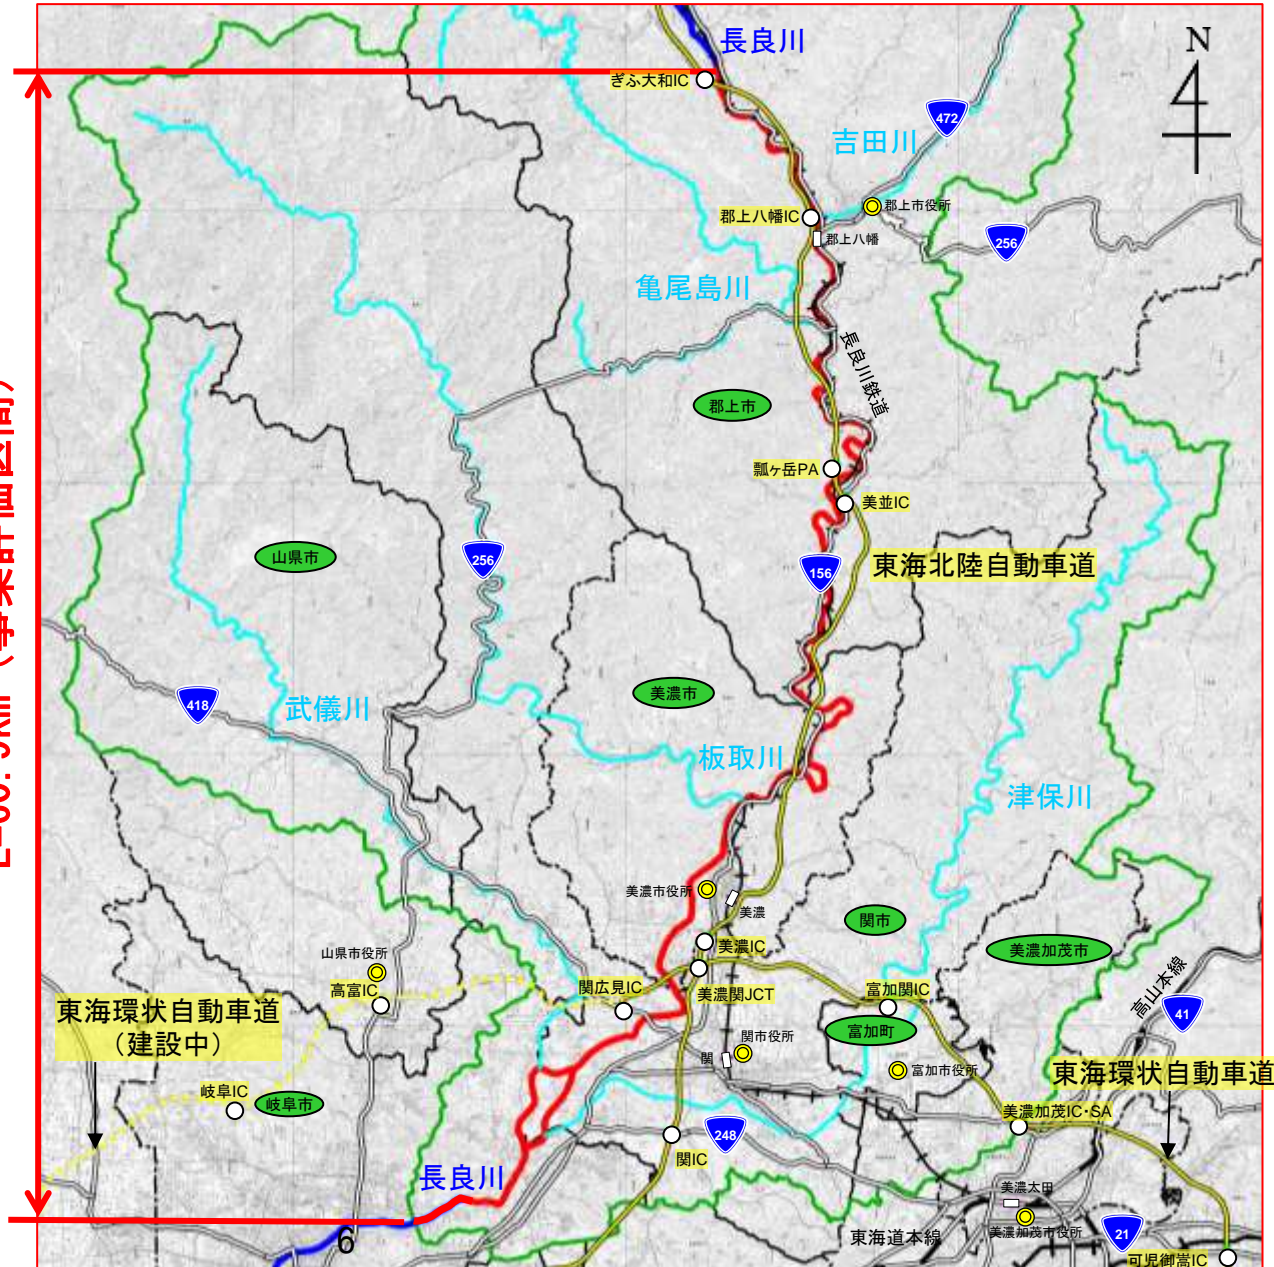 長良川
N
ぎふ大和IC
472
吉田川
郡上市役所
郡上八幡IC
郡上八幡
256
亀尾島川
長良川鉄道
郡上市
瓢ヶ岳PA
美並IC
山県市
256
156
東海北陸自動車道
美濃市
418
武儀川
板取川
津保川
美濃市役所
美濃
関市
美濃IC
美濃加茂市
山県市役所
高富IC
関広見IC
美濃関JCT
富加関IC
高山本線
41
東海環状自動車道
（建設中）
富加町
関市役所
関
富加市役所
東海環状自動車道
岐阜IC
岐阜市
美濃加茂IC・SA
248
関IC
長良川
美濃太田
美濃加茂市役所
東海道本線
21
6
可児御嵩IC